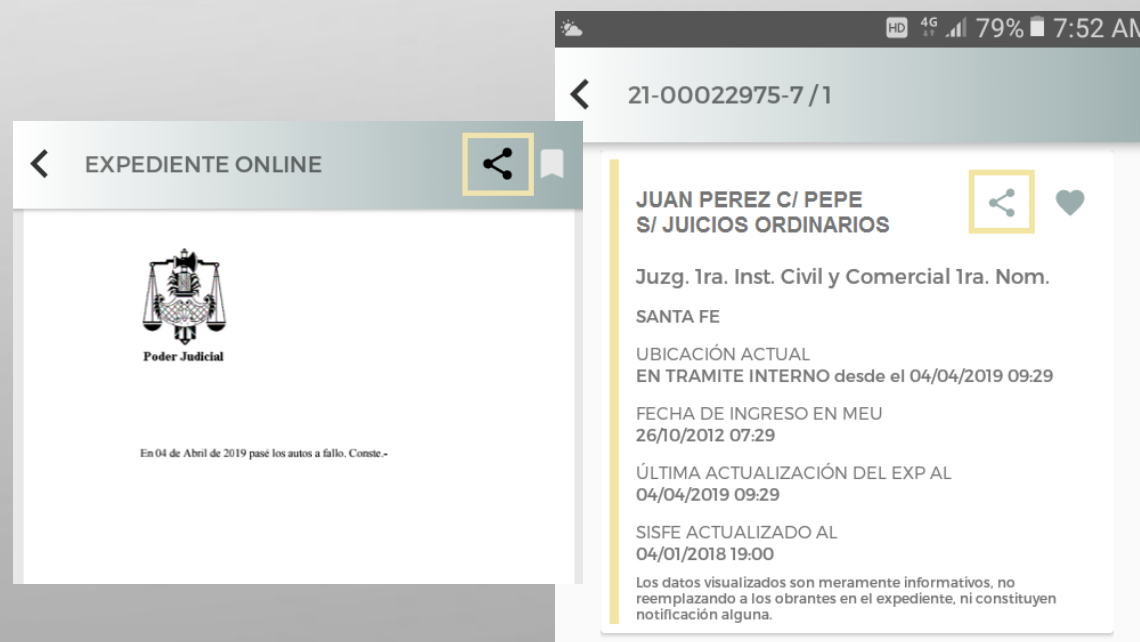 EXPEDIENTE ONLINE
Poder Judicial
En 04 de Abril de 2019 pasé los autos a fallo. Conste.-
HD 4G 79% 7:52 AM
21-00022975-7 / 1
JUAN PEREZ C/ PEPE
S/ JUICIOS ORDINARIOS
Juzg. 1ra. Inst. Civil y Comercial 1ra. Nom.
SANTA FE
UBICACIÓN ACTUAL
EN TRAMITE INTERNO desde el 04/04/2019 09:29
FECHA DE INGRESO EN MEU
26/10/2012 07:29
ÚLTIMA ACTUALIZACIÓN DEL EXP AL
04/04/2019 09:29
SISFE ACTUALIZADO AL
04/01/2018 19:00
Los datos visualizados son meramente informativos, no
reemplazando a los obrantes en el expediente, ni constituyen
notificación alguna.